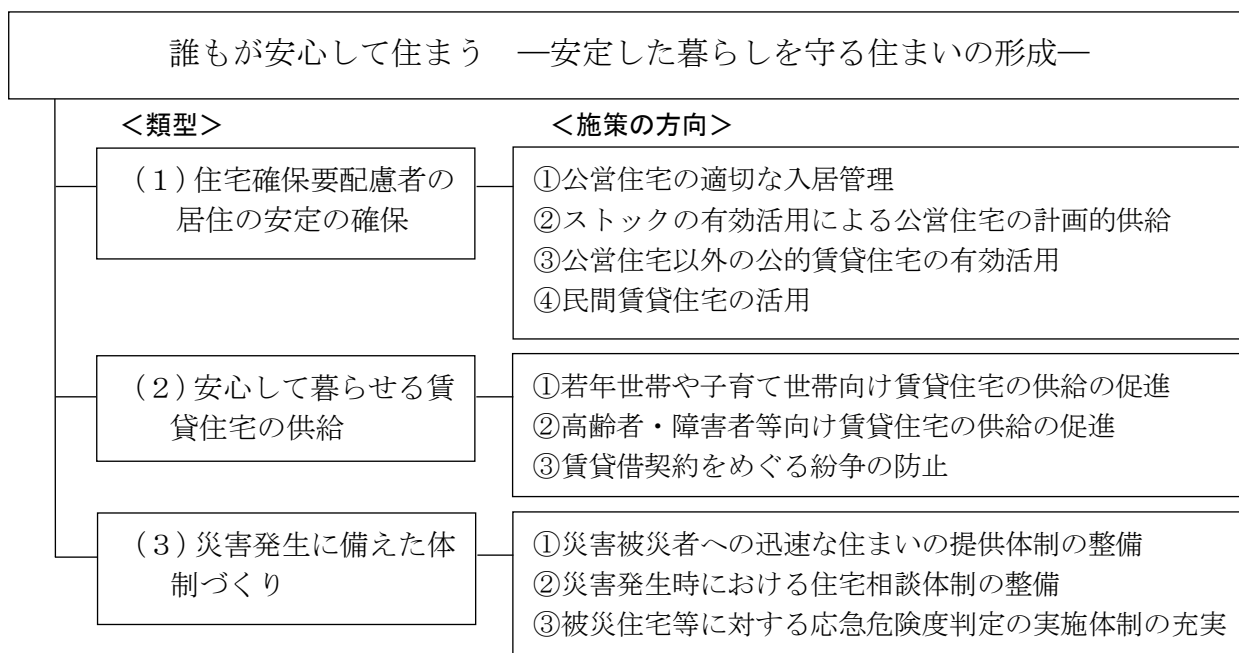 誰もが安心して住まう　―安定した暮らしを守る住まいの形成―
＜類型＞
＜施策の方向＞
（１）住宅確保要配慮者の
居住の安定の確保
①公営住宅の適切な入居管理
②ストックの有効活用による公営住宅の計画的供給
③公営住宅以外の公的賃貸住宅の有効活用
④民間賃貸住宅の活用
（２）安心して暮らせる賃
貸住宅の供給
①若年世帯や子育て世帯向け賃貸住宅の供給の促進
②高齢者・障害者等向け賃貸住宅の供給の促進
③賃貸借契約をめぐる紛争の防止
（３）災害発生に備えた体
制づくり
①災害被災者への迅速な住まいの提供体制の整備
②災害発生時における住宅相談体制の整備
③被災住宅等に対する応急危険度判定の実施体制の充実